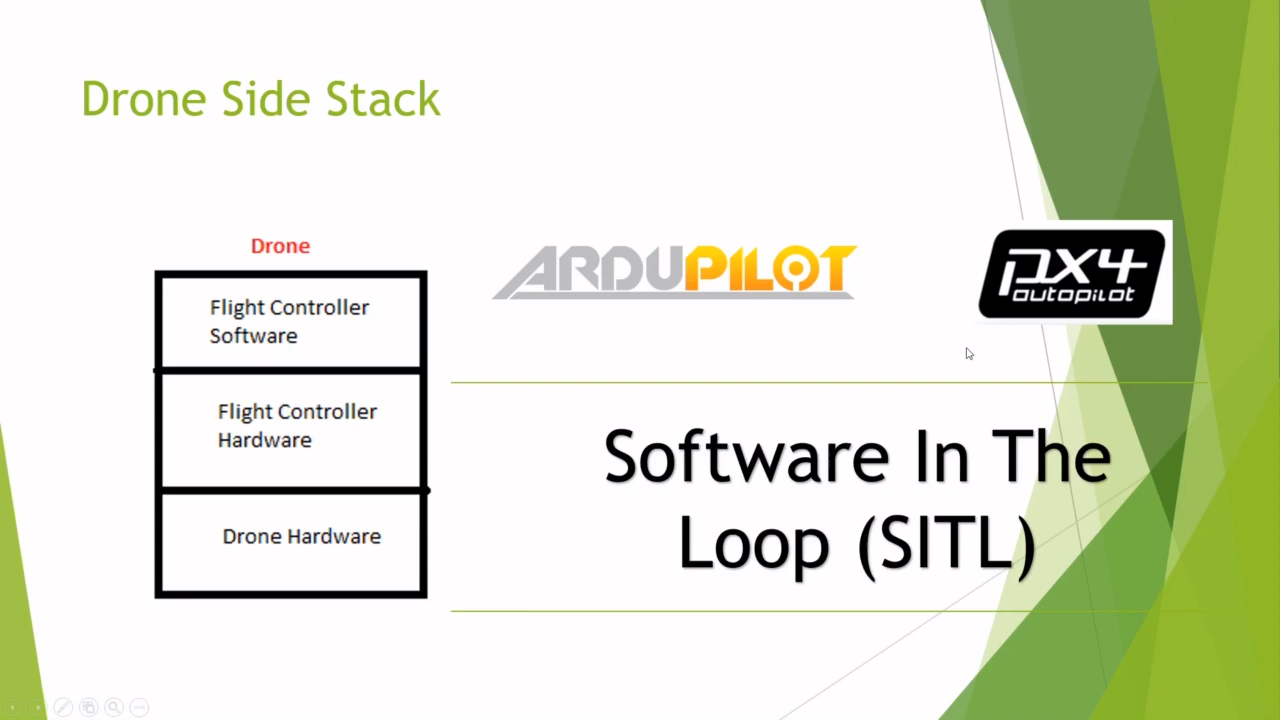 Drone Side Stack
Drone
Flight Controller
Software
Flight Controller
Hardware
Drone Hardware
ARDUPILOT
px4
autopilot
Software In The
Loop (SITL)